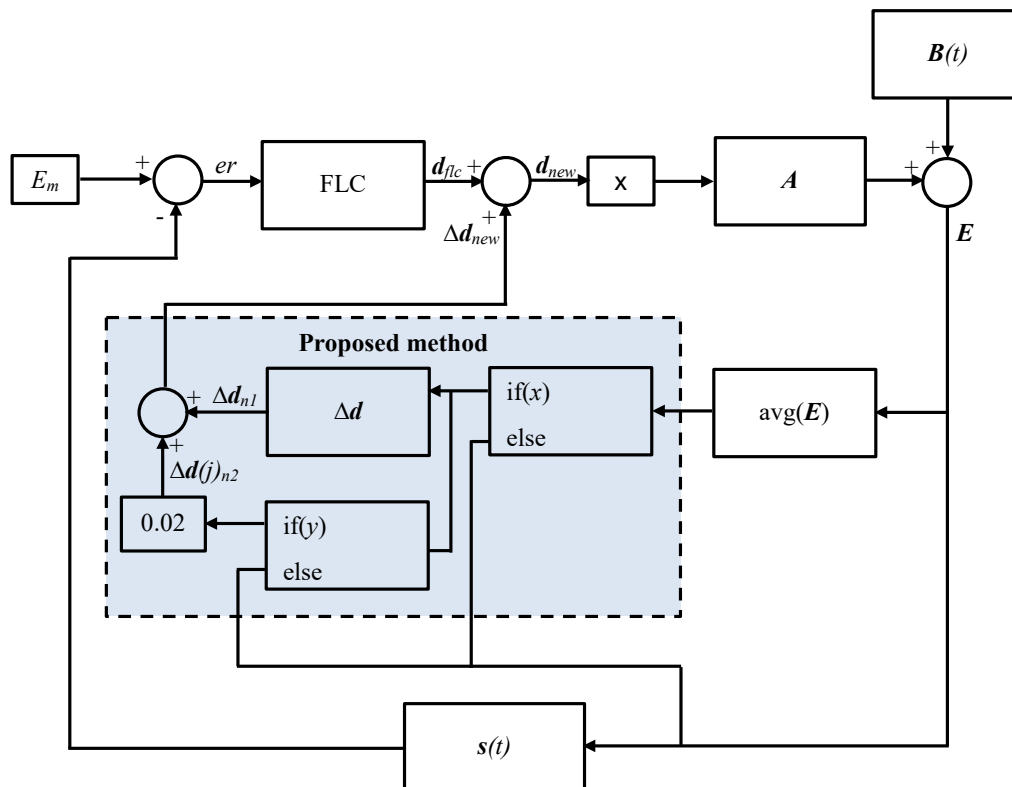 B(t)
+
+
E_m
+
-
er
FLC
d_flc
+
+
d_new
x
A
E
Δd_new
Proposed method
+
Δd_n1
Δd
if(x)
else
avg(E)
+
Δd(j)_n2
0.02
if(y)
else
s(t)